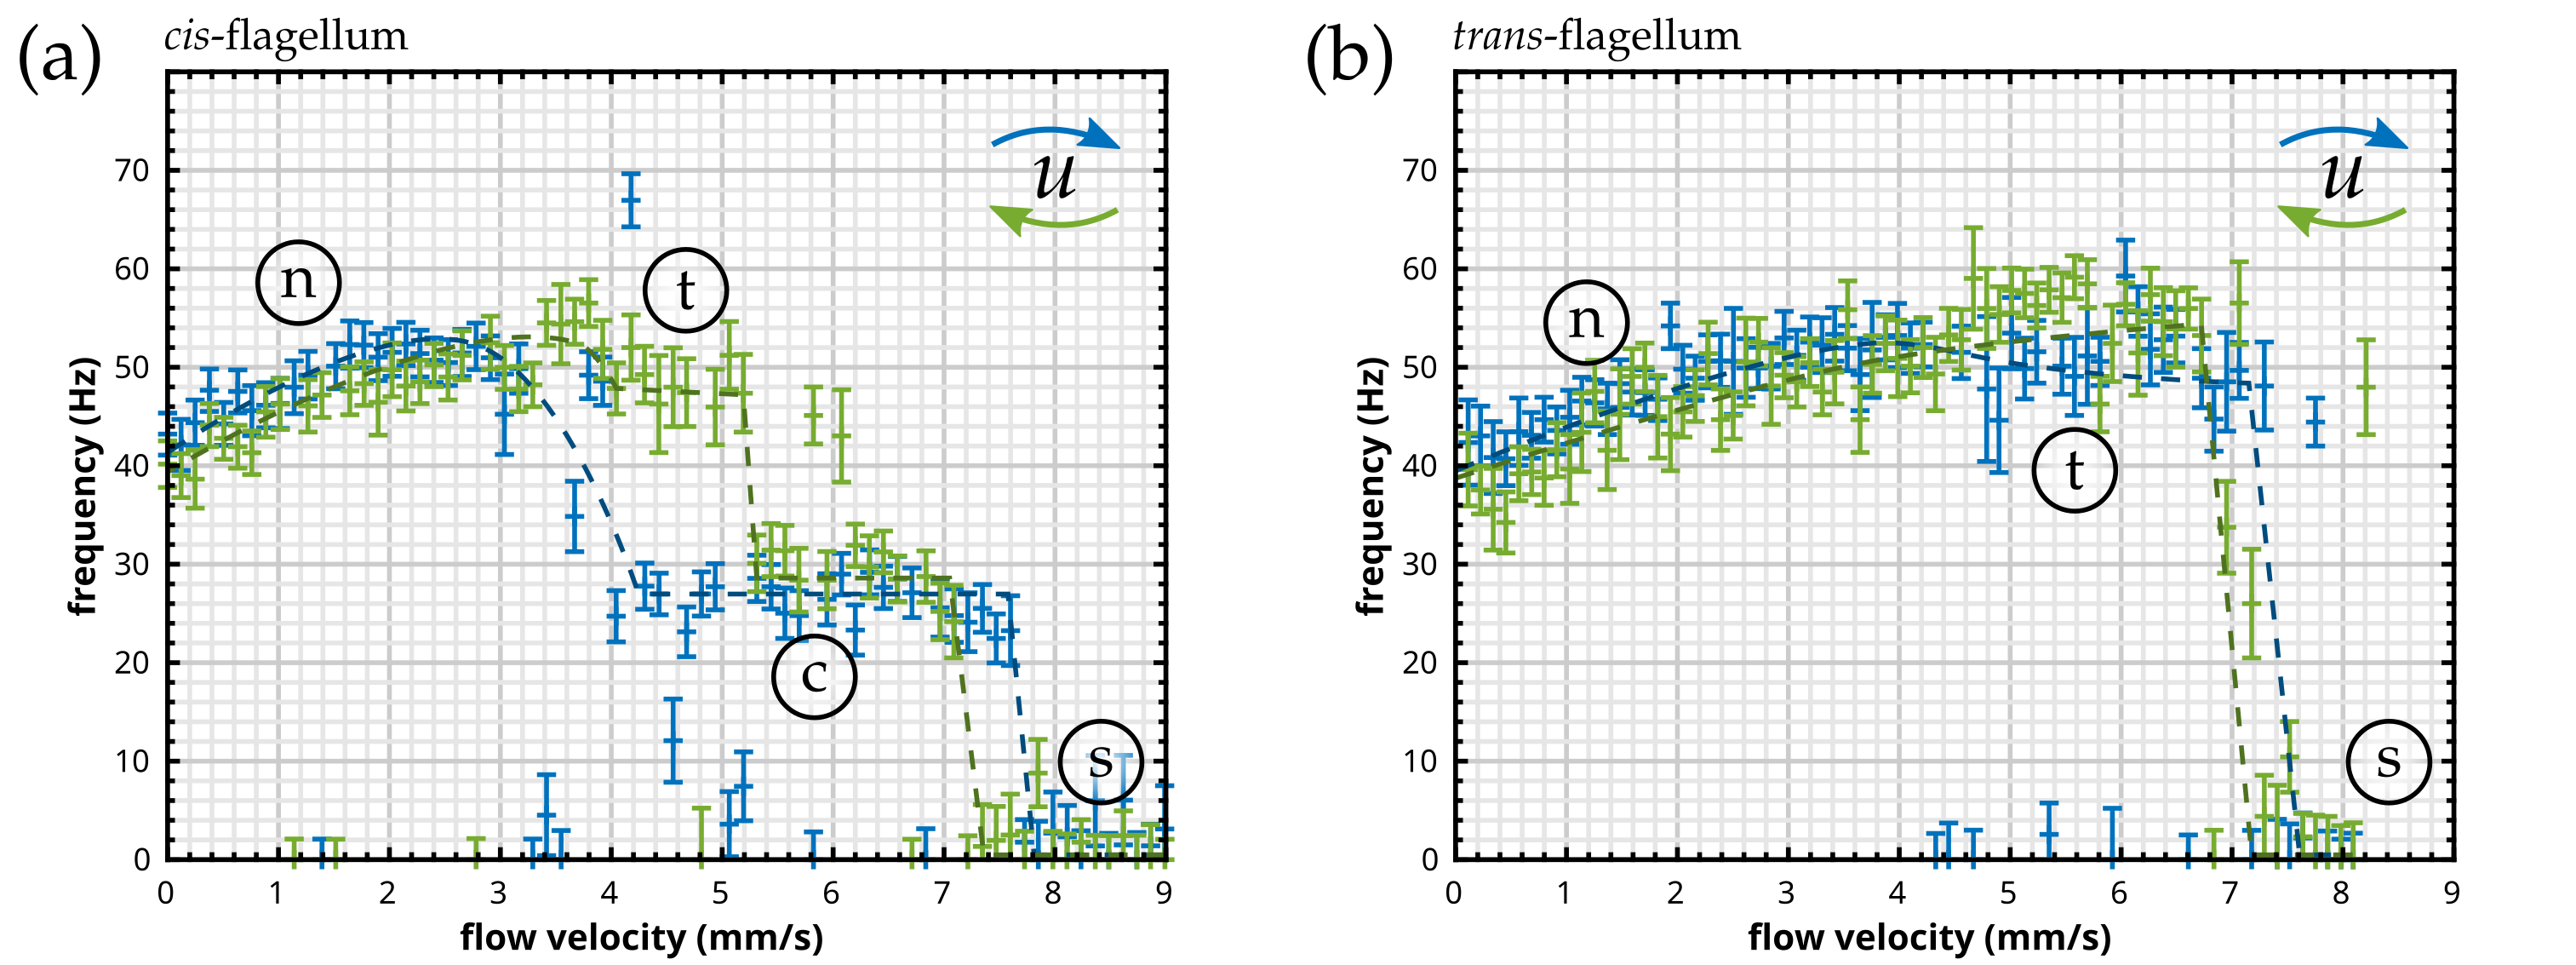 (a)
cis-flagellum
70
60
50
40
30
20
10
0
frequency (Hz)
n
t
c
s
u
0 1 2 3 4 5 6 7 8 9
flow velocity (mm/s)
(b)
trans-flagellum
70
60
50
40
30
20
10
0
frequency (Hz)
n
t
s
u
0 1 2 3 4 5 6 7 8 9
flow velocity (mm/s)